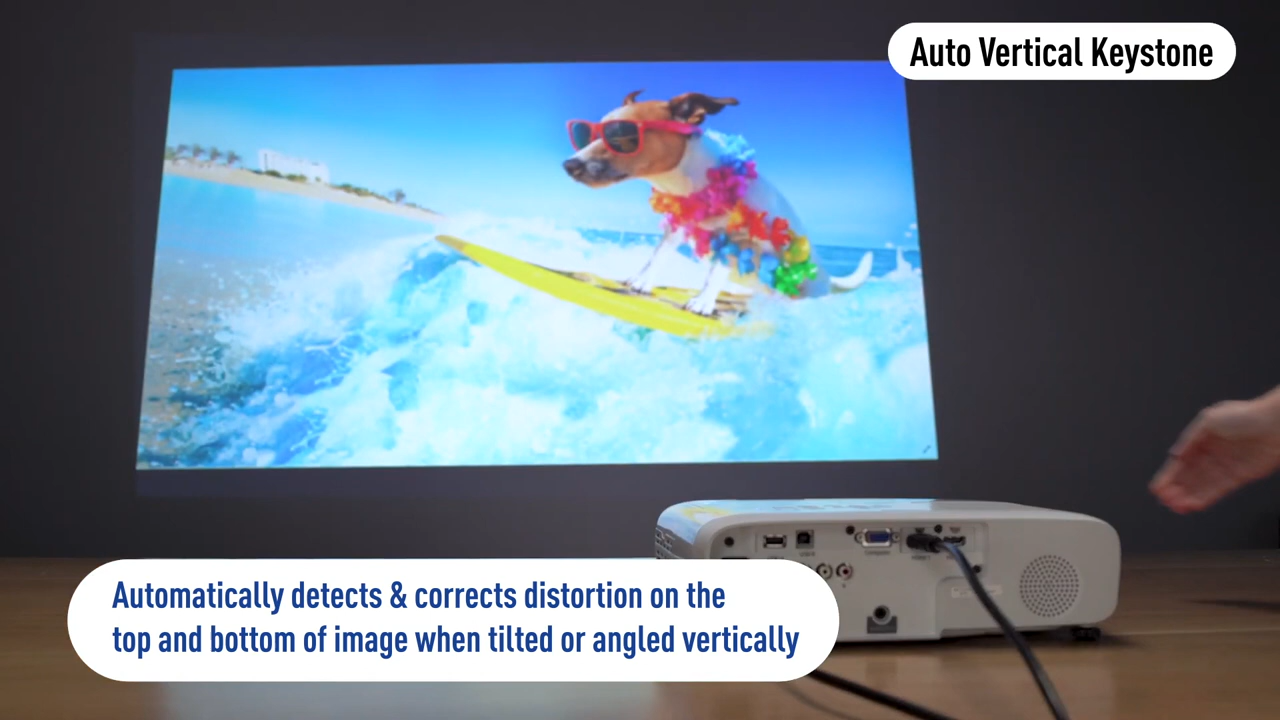 Auto Vertical Keystone
Automatically detects & corrects distortion on the
top and bottom of image when tilted or angled vertically